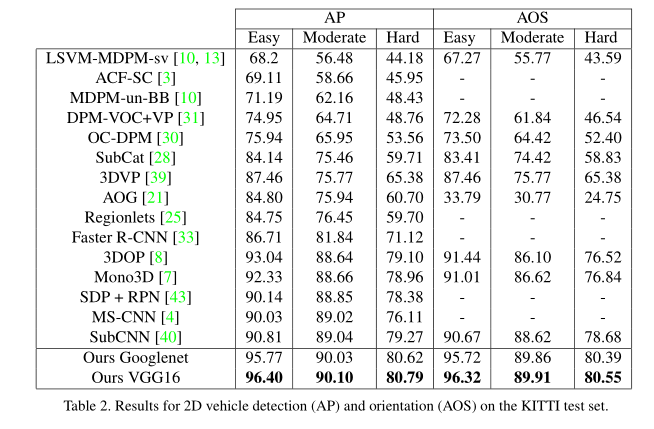 AP AOS
Easy Moderate Hard Easy Moderate Hard
LSVM-MDPM-sv [10, 13] 68.2 56.48 44.18 67.27 55.77 43.59
ACF-SC [3] 69.11 58.66 45.95 - - -
MDPM-un-BB [10] 71.19 62.16 48.43 - - -
DPM-VOC+VP [31] 74.95 64.71 48.76 72.28 61.84 46.54
OC-DPM [30] 75.94 65.95 53.56 73.50 64.42 52.40
SubCat [28] 84.14 75.46 59.71 83.41 74.42 58.83
3DVP [39] 87.46 75.77 65.38 87.46 75.77 65.38
AOG [21] 84.80 75.94 60.70 33.79 30.77 24.75
Regionlets [25] 84.75 76.45 59.70 - - -
Faster R-CNN [33] 86.71 81.84 71.12 - - -
3DOP [8] 93.04 88.64 79.10 91.44 86.10 76.52
Mono3D [7] 92.33 88.66 78.96 91.01 86.62 76.84
SDP + RPN [43] 90.14 88.85 78.38 - - -
MS-CNN [4] 90.03 89.02 76.11 - - -
SubCNN [40] 90.81 89.04 79.27 90.67 88.62 78.68
Ours Googlenet 95.77 90.03 80.62 95.72 89.86 80.39
Ours VGG16 96.40 90.10 80.79 96.32 89.91 80.55
Table 2. Results for 2D vehicle detection (AP) and orientation (AOS) on the KITTI test set.